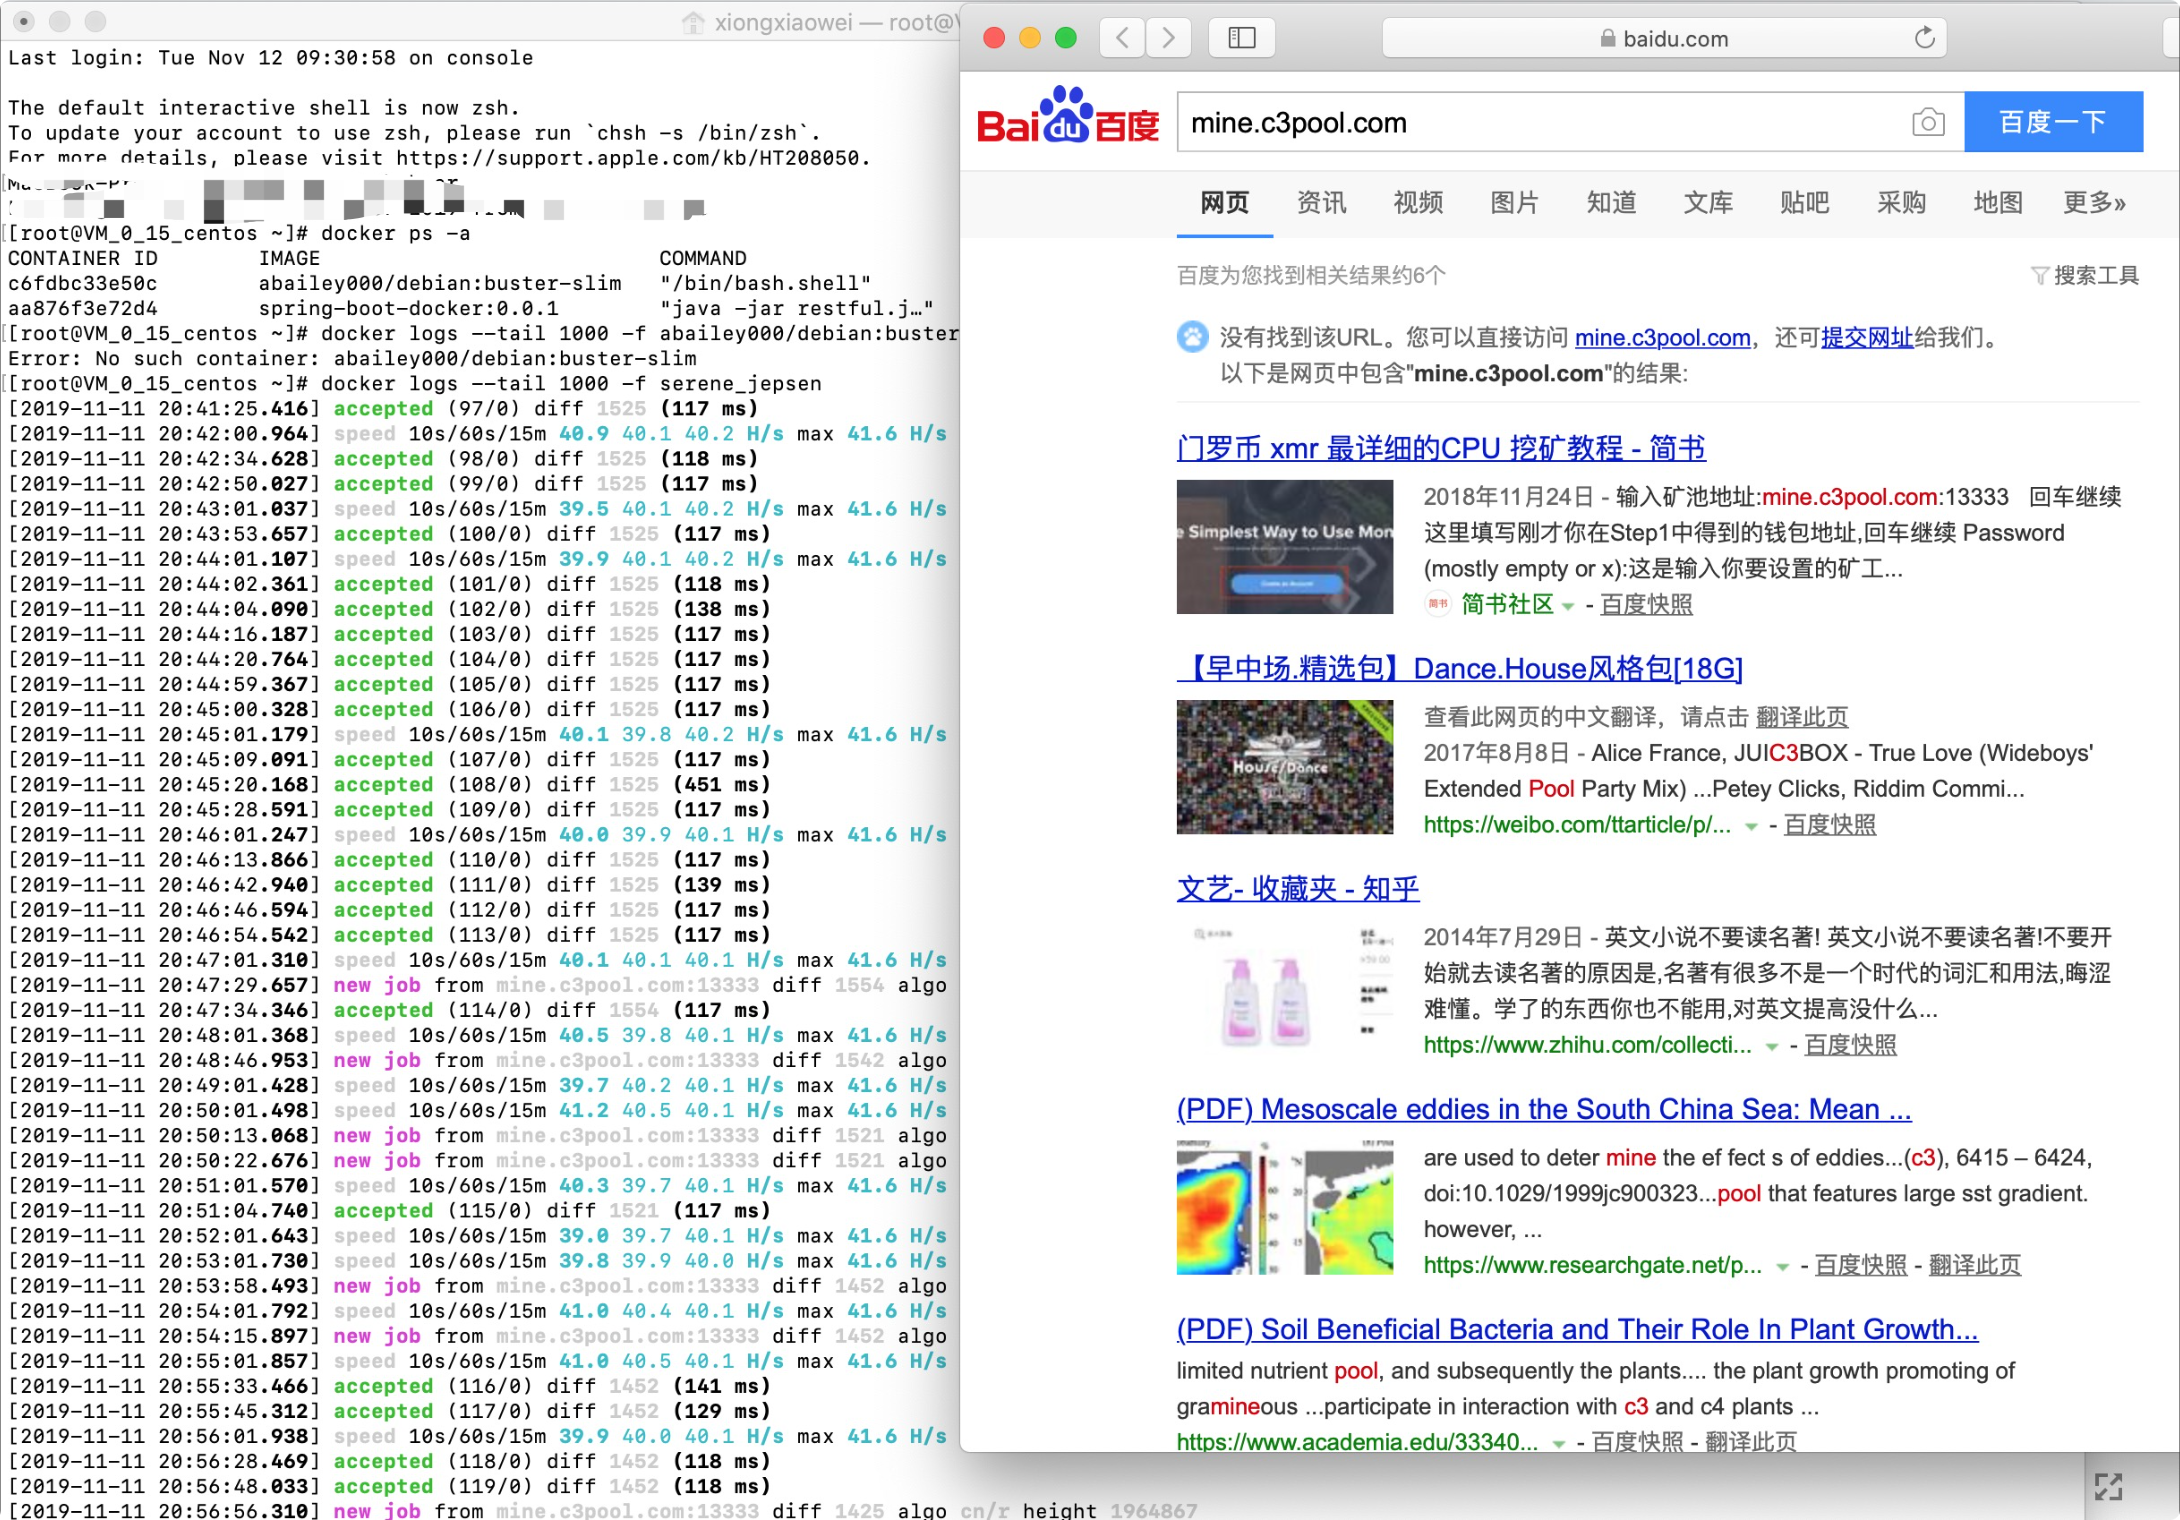 xiongxiaowei — root@V
Last login: Tue Nov 12 09:30:58 on console
The default interactive shell is now zsh.
To update your account to use zsh, please run `chsh -s /bin/zsh`.
For more details, please visit https://support.apple.com/kb/HT208050.
[[root@VM_0_15_centos ~]# docker ps -a
CONTAINER ID IMAGE COMMAND
c6fdbc33e50c abailey000/debian:buster-slim "/bin/bash.shell"
aa876f3e72d4 spring-boot-docker:0.0.1 "java -jar restful.j…"
[[root@VM_0_15_centos ~]# docker logs --tail 1000 -f abailey000/debian:buster
Error: No such container: abailey000/debian:buster-slim
[[root@VM_0_15_centos ~]# docker logs --tail 1000 -f serene_jepsen
[2019-11-11 20:41:25.416] accepted (97/0) diff 1525 (117 ms)
[2019-11-11 20:42:00.964] speed 10s/60s/15m 40.9 40.1 40.2 H/s max 41.6 H/s
[2019-11-11 20:42:34.628] accepted (98/0) diff 1525 (118 ms)
[2019-11-11 20:42:50.027] accepted (99/0) diff 1525 (117 ms)
[2019-11-11 20:43:01.037] speed 10s/60s/15m 39.5 40.1 40.2 H/s max 41.6 H/s
[2019-11-11 20:43:53.657] accepted (100/0) diff 1525 (117 ms)
[2019-11-11 20:44:01.107] speed 10s/60s/15m 39.9 40.1 40.2 H/s max 41.6 H/s
[2019-11-11 20:44:02.361] accepted (101/0) diff 1525 (118 ms)
[2019-11-11 20:44:04.090] accepted (102/0) diff 1525 (138 ms)
[2019-11-11 20:44:16.187] accepted (103/0) diff 1525 (117 ms)
[2019-11-11 20:44:20.764] accepted (104/0) diff 1525 (117 ms)
[2019-11-11 20:44:59.367] accepted (105/0) diff 1525 (117 ms)
[2019-11-11 20:45:00.328] accepted (106/0) diff 1525 (117 ms)
[2019-11-11 20:45:01.179] speed 10s/60s/15m 40.1 39.8 40.2 H/s max 41.6 H/s
[2019-11-11 20:45:09.091] accepted (107/0) diff 1525 (117 ms)
[2019-11-11 20:45:20.168] accepted (108/0) diff 1525 (451 ms)
[2019-11-11 20:45:28.591] accepted (109/0) diff 1525 (117 ms)
[2019-11-11 20:46:01.247] speed 10s/60s/15m 40.0 39.9 40.1 H/s max 41.6 H/s
[2019-11-11 20:46:13.866] accepted (110/0) diff 1525 (117 ms)
[2019-11-11 20:46:42.940] accepted (111/0) diff 1525 (139 ms)
[2019-11-11 20:46:46.594] accepted (112/0) diff 1525 (117 ms)
[2019-11-11 20:46:54.542] accepted (113/0) diff 1525 (117 ms)
[2019-11-11 20:47:01.310] speed 10s/60s/15m 40.1 40.1 40.1 H/s max 41.6 H/s
[2019-11-11 20:47:29.657] new job from mine.c3pool.com:13333 diff 1554 algo
[2019-11-11 20:47:34.346] accepted (114/0) diff 1554 (117 ms)
[2019-11-11 20:48:01.368] speed 10s/60s/15m 40.5 39.8 40.1 H/s max 41.6 H/s
[2019-11-11 20:48:46.953] new job from mine.c3pool.com:13333 diff 1542 algo
[2019-11-11 20:49:01.428] speed 10s/60s/15m 39.7 40.2 40.1 H/s max 41.6 H/s
[2019-11-11 20:50:01.498] speed 10s/60s/15m 41.2 40.5 40.1 H/s max 41.6 H/s
[2019-11-11 20:50:13.068] new job from mine.c3pool.com:13333 diff 1521 algo
[2019-11-11 20:50:22.676] new job from mine.c3pool.com:13333 diff 1521 algo
[2019-11-11 20:51:01.570] speed 10s/60s/15m 40.3 39.7 40.1 H/s max 41.6 H/s
[2019-11-11 20:51:04.740] accepted (115/0) diff 1521 (117 ms)
[2019-11-11 20:52:01.643] speed 10s/60s/15m 39.0 39.7 40.1 H/s max 41.6 H/s
[2019-11-11 20:53:01.730] speed 10s/60s/15m 39.8 39.9 40.0 H/s max 41.6 H/s
[2019-11-11 20:53:58.493] new job from mine.c3pool.com:13333 diff 1452 algo
[2019-11-11 20:54:01.792] speed 10s/60s/15m 41.0 40.4 40.1 H/s max 41.6 H/s
[2019-11-11 20:54:15.897] new job from mine.c3pool.com:13333 diff 1452 algo
[2019-11-11 20:55:01.857] speed 10s/60s/15m 41.0 40.5 40.1 H/s max 41.6 H/s
[2019-11-11 20:55:33.466] accepted (116/0) diff 1452 (141 ms)
[2019-11-11 20:55:45.312] accepted (117/0) diff 1452 (129 ms)
[2019-11-11 20:56:01.938] speed 10s/60s/15m 39.9 40.0 40.1 H/s max 41.6 H/s
[2019-11-11 20:56:28.469] accepted (118/0) diff 1452 (118 ms)
[2019-11-11 20:56:48.033] accepted (119/0) diff 1452 (118 ms)
[2019-11-11 20:56:56.310] new job from mine.c3pool.com:13333 diff 1425 algo cn/r height 1964867
baidu.com
Bai du 百度
mine.c3pool.com
百度一下
网页 资讯 视频 图片 知道 文库 贴吧 采购 地图 更多»
百度为您找到相关结果约6个
搜索工具
没有找到该URL。您可以直接访问 mine.c3pool.com，还可提交网址给我们。
以下是网页中包含"mine.c3pool.com"的结果:
门罗币 xmr 最详细的CPU 挖矿教程 - 简书
e Simplest Way to Use Mon
2018年11月24日 - 输入矿池地址:mine.c3pool.com:13333 回车继续
这里填写刚才你在Step1中得到的钱包地址,回车继续 Password
(mostly empty or x):这是输入你要设置的矿工...
简书 简书社区 - 百度快照
【早中场.精选包】Dance.House风格包[18G]
House/Dance
查看此网页的中文翻译，请点击 翻译此页
2017年8月8日 - Alice France, JUIC3BOX - True Love (Wideboys'
Extended Pool Party Mix) ...Petey Clicks, Riddim Commi...
https://weibo.com/ttarticle/p/... - 百度快照
文艺- 收藏夹 - 知乎
2014年7月29日 - 英文小说不要读名著! 英文小说不要读名著!不要开
始就去读名著的原因是,名著有很多不是一个时代的词汇和用法,晦涩
难懂。学了的东西你也不能用,对英文提高没什么...
https://www.zhihu.com/collecti... - 百度快照
(PDF) Mesoscale eddies in the South China Sea: Mean ...
are used to deter mine the ef fect s of eddies...(c3), 6415 – 6424,
doi:10.1029/1999jc900323...pool that features large sst gradient.
however, ...
https://www.researchgate.net/p... - 百度快照 - 翻译此页
(PDF) Soil Beneficial Bacteria and Their Role In Plant Growth...
limited nutrient pool, and subsequently the plants.... the plant growth promoting of
gramineous ...participate in interaction with c3 and c4 plants ...
https://www.academia.edu/33340... - 百度快照 - 翻译此页